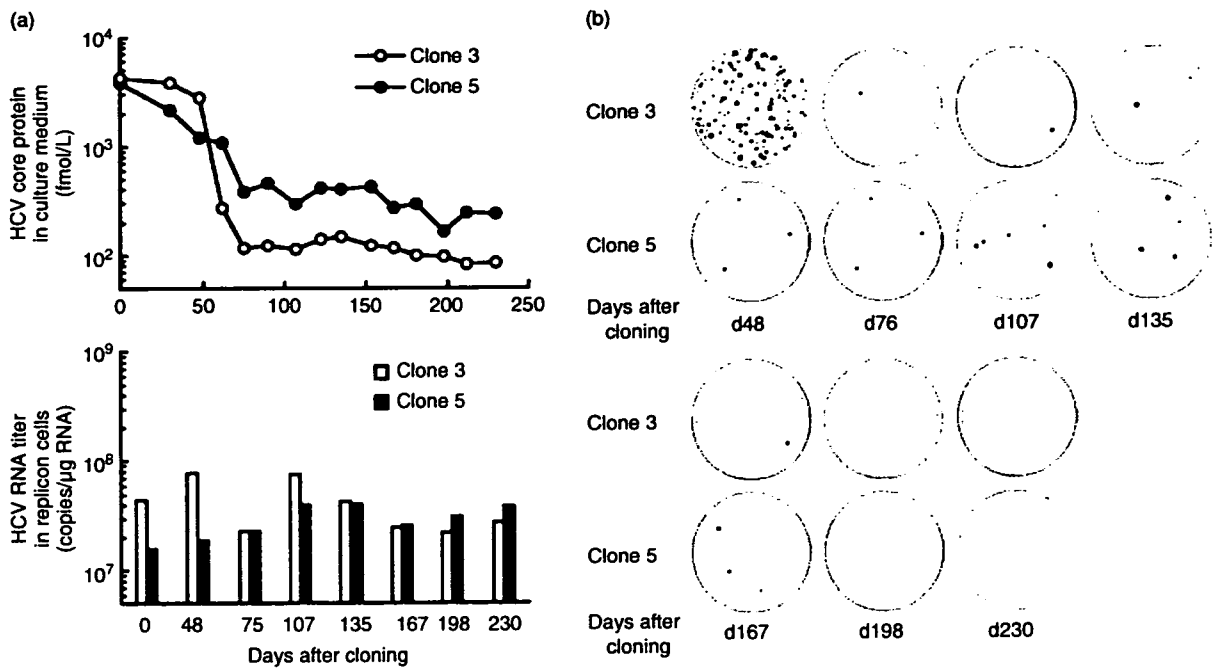 (a)
10⁴
10³
10²
HCV core protein
in culture medium
(fmol/L)
Clone 3
Clone 5
0 50 100 150 200 250
10⁹
10⁸
10⁷
HCV RNA titer
in replicon cells
(copies/µg RNA)
Clone 3
Clone 5
0 48 75 107 135 167 198 230
Days after cloning
(b)
Clone 3
Clone 5
Days after
cloning
d48 d76 d107 d135
Clone 3
Clone 5
Days after
cloning
d167 d198 d230